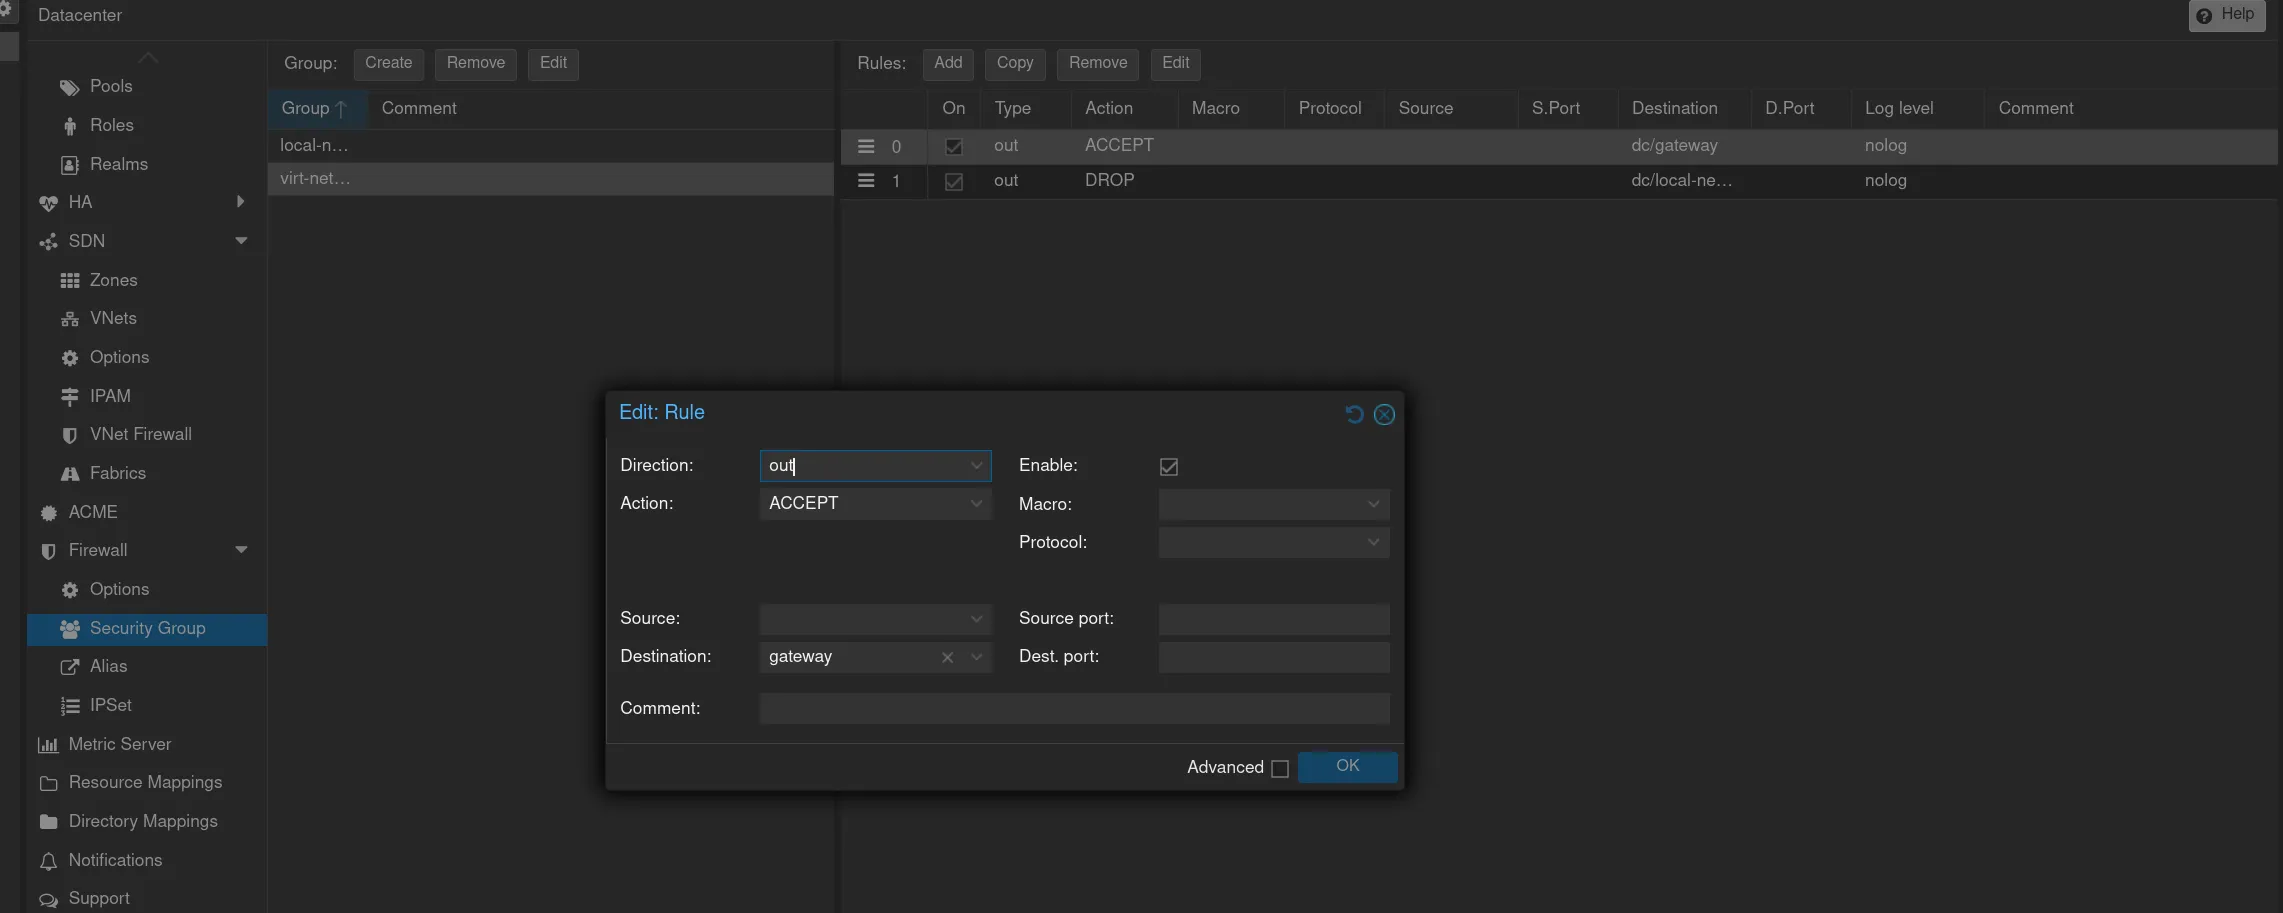 Datacenter
Help
Pools
Roles
Realms
HA
SDN
Zones
VNets
Options
IPAM
VNet Firewall
Fabrics
ACME
Firewall
Options
Security Group
Alias
IPSet
Metric Server
Resource Mappings
Directory Mappings
Notifications
Support
Group: Create Remove Edit
Group Comment
local-n…
virt-net…
Rules: Add Copy Remove Edit
On Type Action Macro Protocol Source S.Port Destination D.Port Log level Comment
0 out ACCEPT dc/gateway nolog
1 out DROP dc/local-ne… nolog
Edit: Rule
Direction: out Enable:
Action: ACCEPT Macro:
Protocol:
Source: Source port:
Destination: gateway Dest. port:
Comment:
Advanced OK